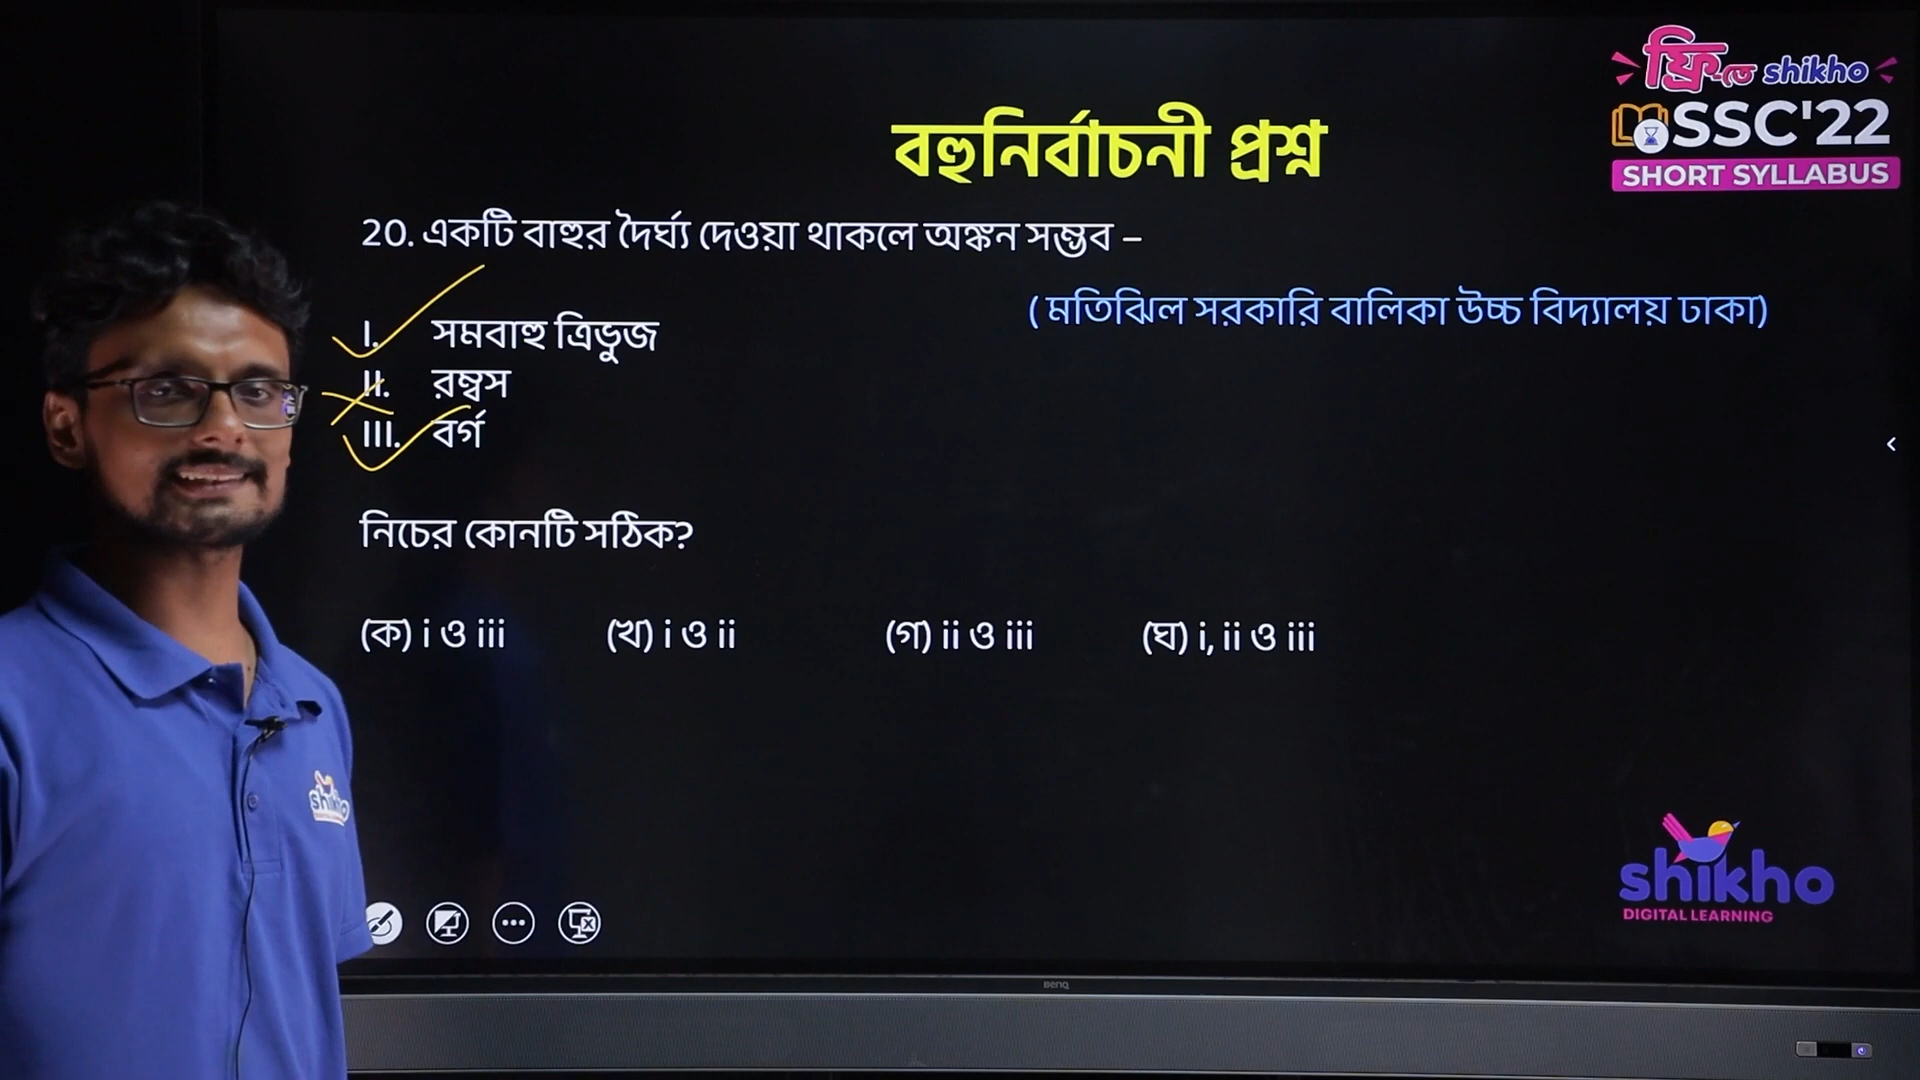 ফ্রি-তে shikho
SSC'22
SHORT SYLLABUS
বহুনির্বাচনী প্রশ্ন
20. একটি বাহুর দৈর্ঘ্য দেওয়া থাকলে অঙ্কন সম্ভব –
( মতিঝিল সরকারি বালিকা উচ্চ বিদ্যালয় ঢাকা)
I. সমবাহু ত্রিভুজ
II. রম্বস
III. বর্গ
নিচের কোনটি সঠিক?
(ক) i ও iii (খ) i ও ii (গ) ii ও iii (ঘ) i, ii ও iii
shikho
shikho
DIGITAL LEARNING
BenQ